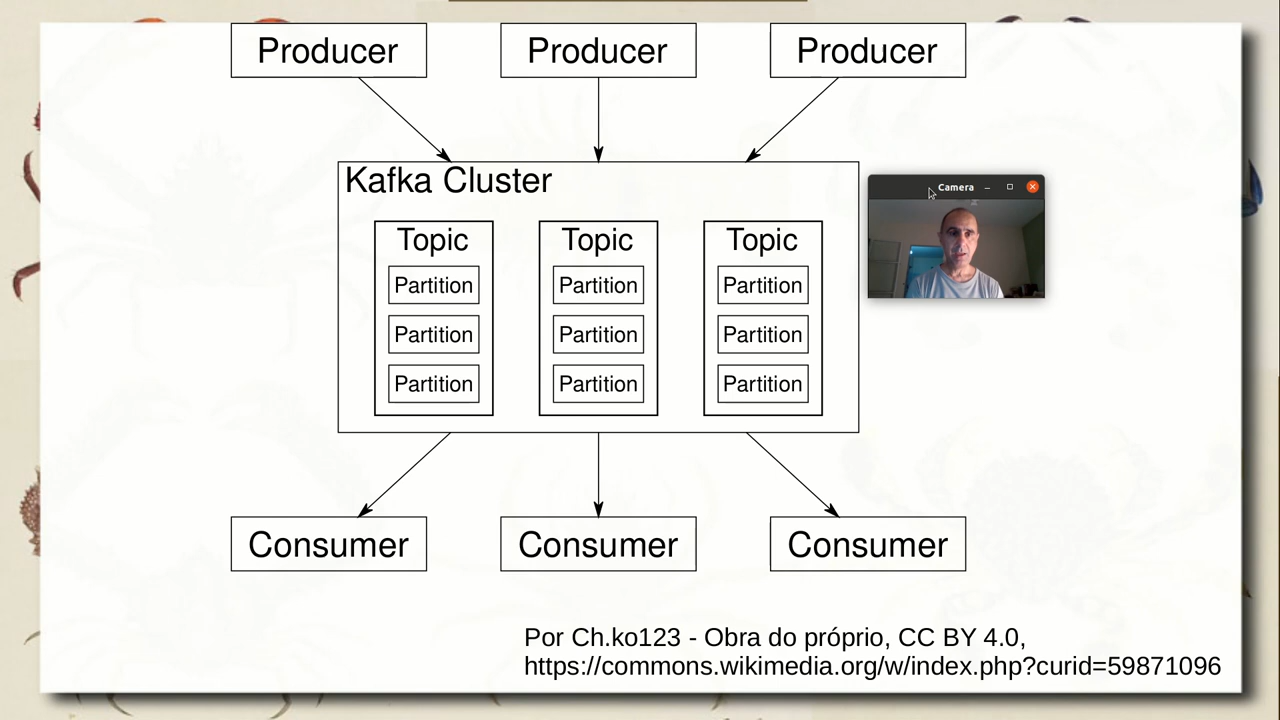 Producer Producer Producer
Kafka Cluster
Camera
Topic Topic Topic
Partition Partition Partition
Partition Partition Partition
Partition Partition Partition
Consumer Consumer Consumer
Por Ch.ko123 - Obra do próprio, CC BY 4.0,
https://commons.wikimedia.org/w/index.php?curid=59871096